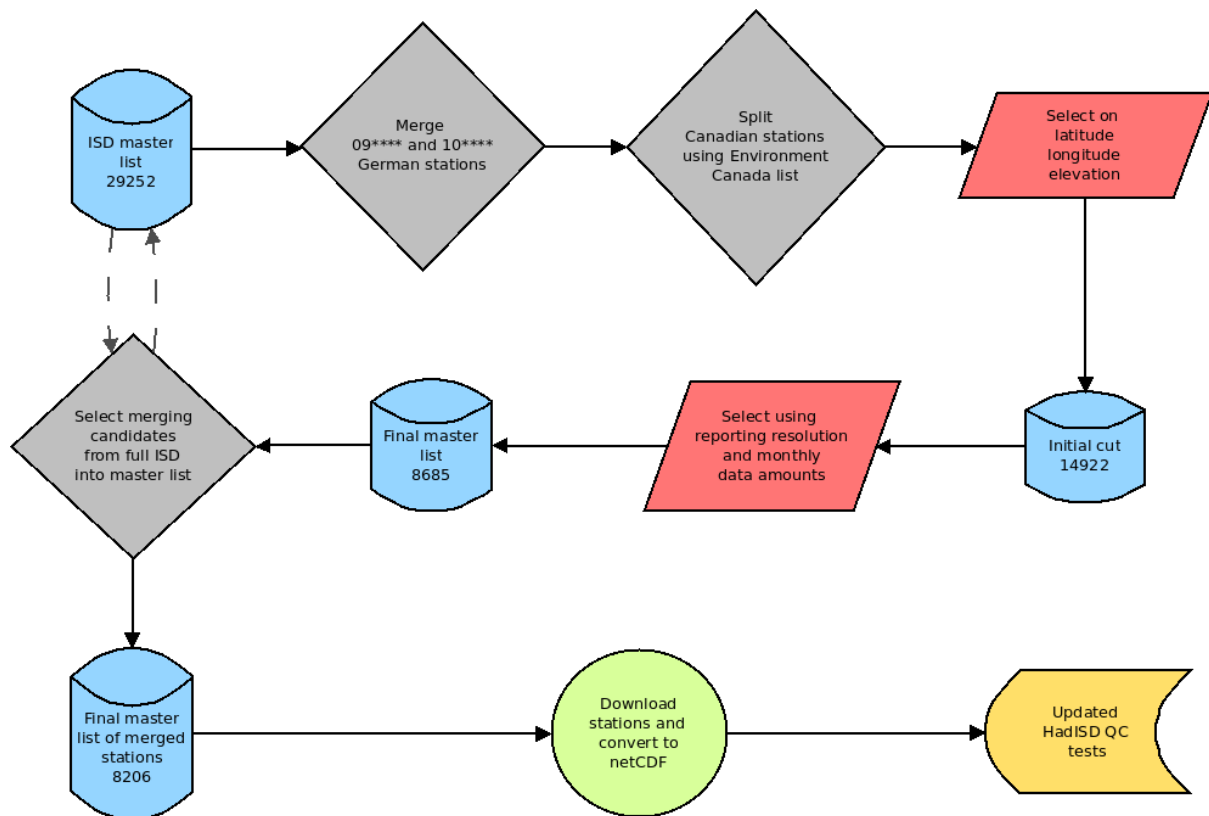 ISD master
list
29252
Merge
09**** and 10****
German stations
Split
Canadian stations
using Environment
Canada list
Select on
latitude
longitude
elevation
Select merging
candidates
from full ISD
into master list
Final master
list
8685
Select using
reporting resolution
and monthly
data amounts
Initial cut
14922
Final master
list of merged
stations
8206
Download
stations and
convert to
netCDF
Updated
HadISD QC
tests